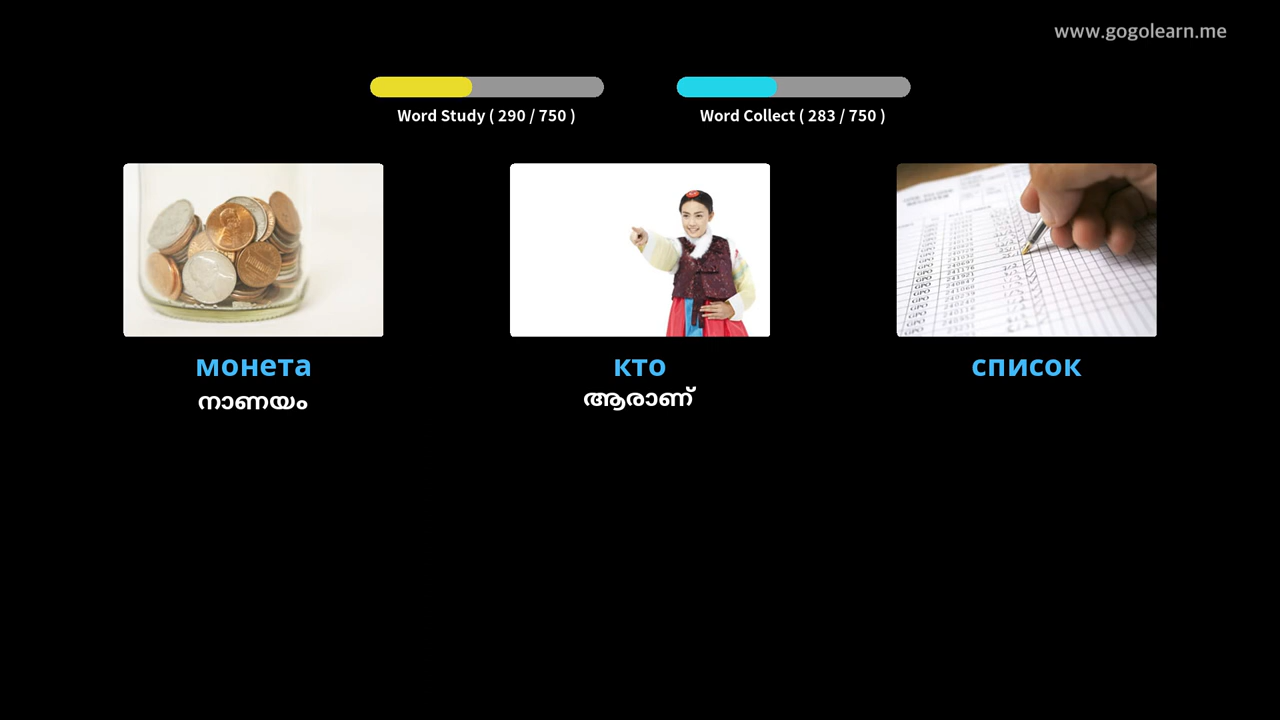 www.gogolearn.me
Word Study ( 290 / 750 )
Word Collect ( 283 / 750 )
монета
നാണയം
кто
ആരാണ്
список